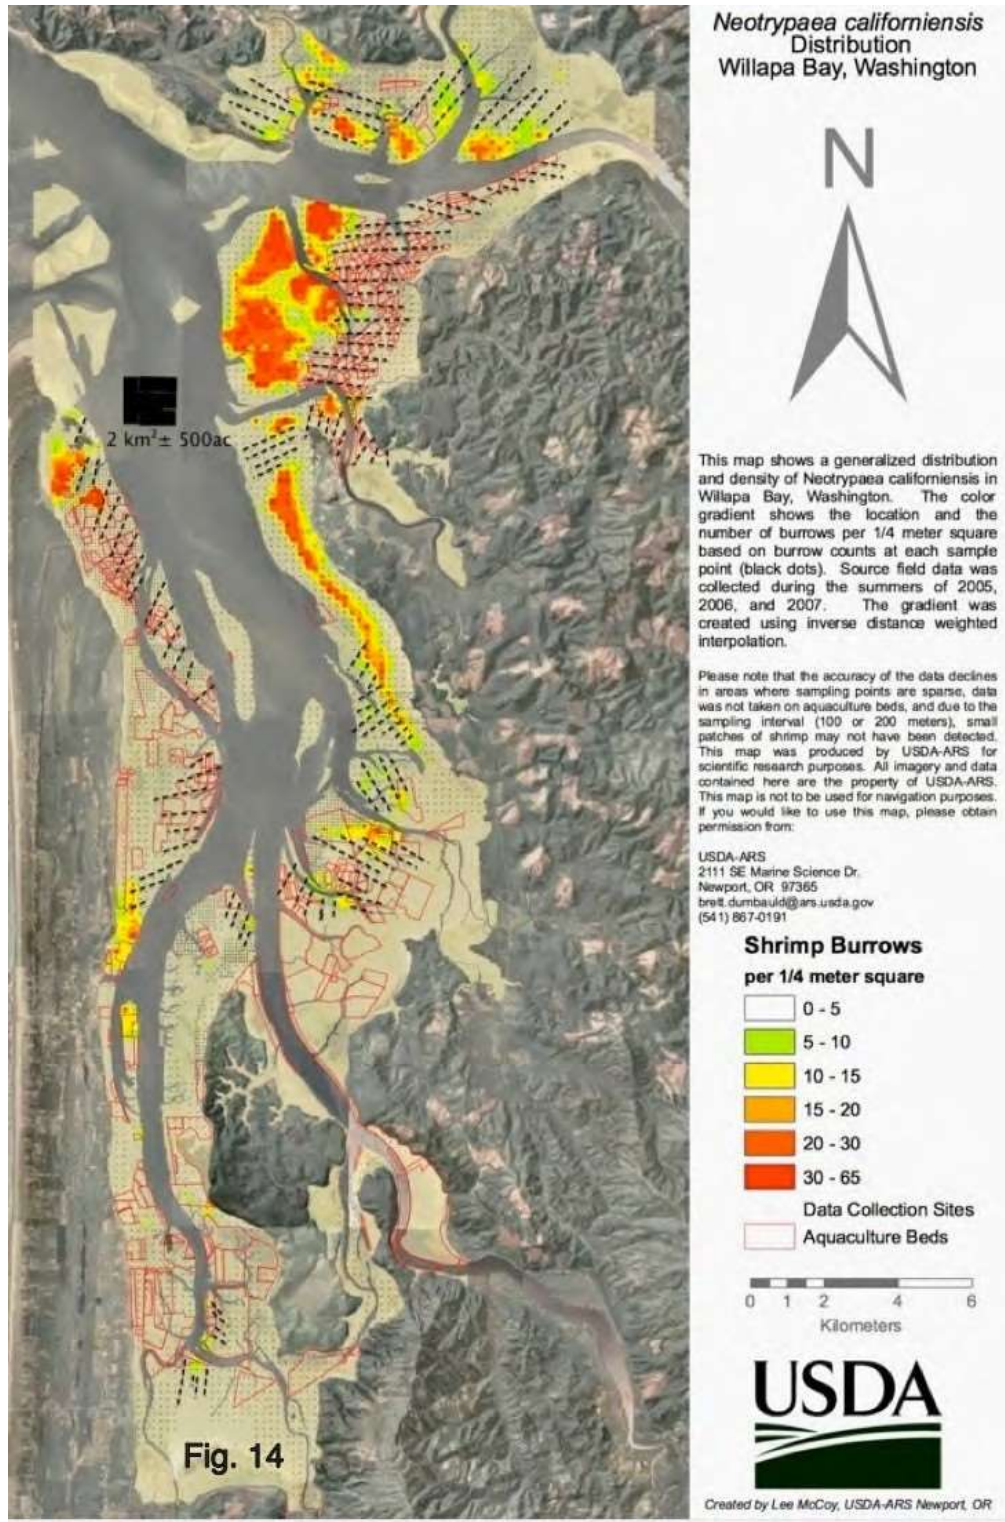 Neotrypaea californiensis
Distribution
Willapa Bay, Washington
N
2 km²± 500ac
This map shows a generalized distribution
and density of Neotrypaea californiensis in
Willapa Bay, Washington. The color
gradient shows the location and the
number of burrows per 1/4 meter square
based on burrow counts at each sample
point (black dots). Source field data was
collected during the summers of 2005,
2006, and 2007. The gradient was
created using inverse distance weighted
interpolation.
Please note that the accuracy of the data declines
in areas where sampling points are sparse, data
was not taken on aquaculture beds, and due to the
sampling interval (100 or 200 meters), small
patches of shrimp may not have been detected.
This map was produced by USDA-ARS for
scientific research purposes. All imagery and data
contained here are the property of USDA-ARS.
This map is not to be used for navigation purposes.
If you would like to use this map, please obtain
permission from:
USDA-ARS
2111 SE Marine Science Dr.
Newport, OR 97365
brett.dumbauld@ars.usda.gov
(541) 867-0191
Shrimp Burrows
per 1/4 meter square
0 - 5
5 - 10
10 - 15
15 - 20
20 - 30
30 - 65
Data Collection Sites
Aquaculture Beds
0 1 2 4 6
Kilometers
USDA
Fig. 14
Created by Lee McCoy, USDA-ARS Newport, OR